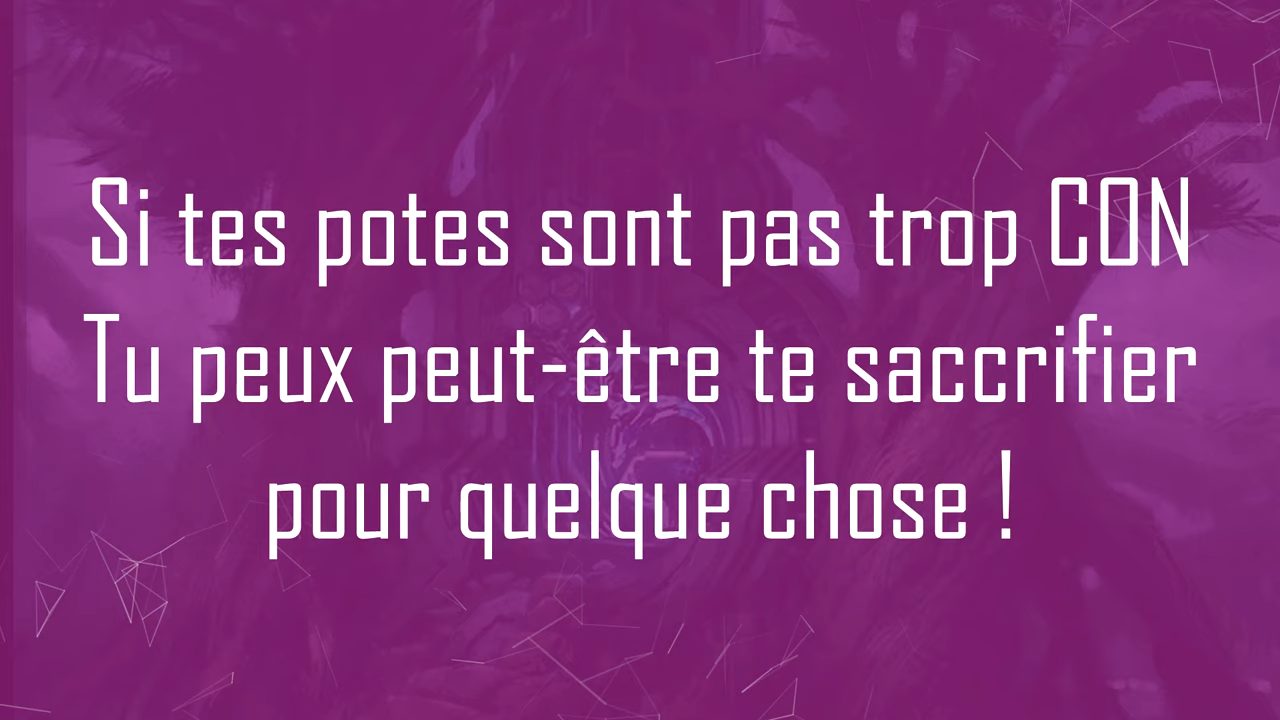 Si tes potes sont pas trop CON
Tu peux peut-être te saccrifier
pour quelque chose !